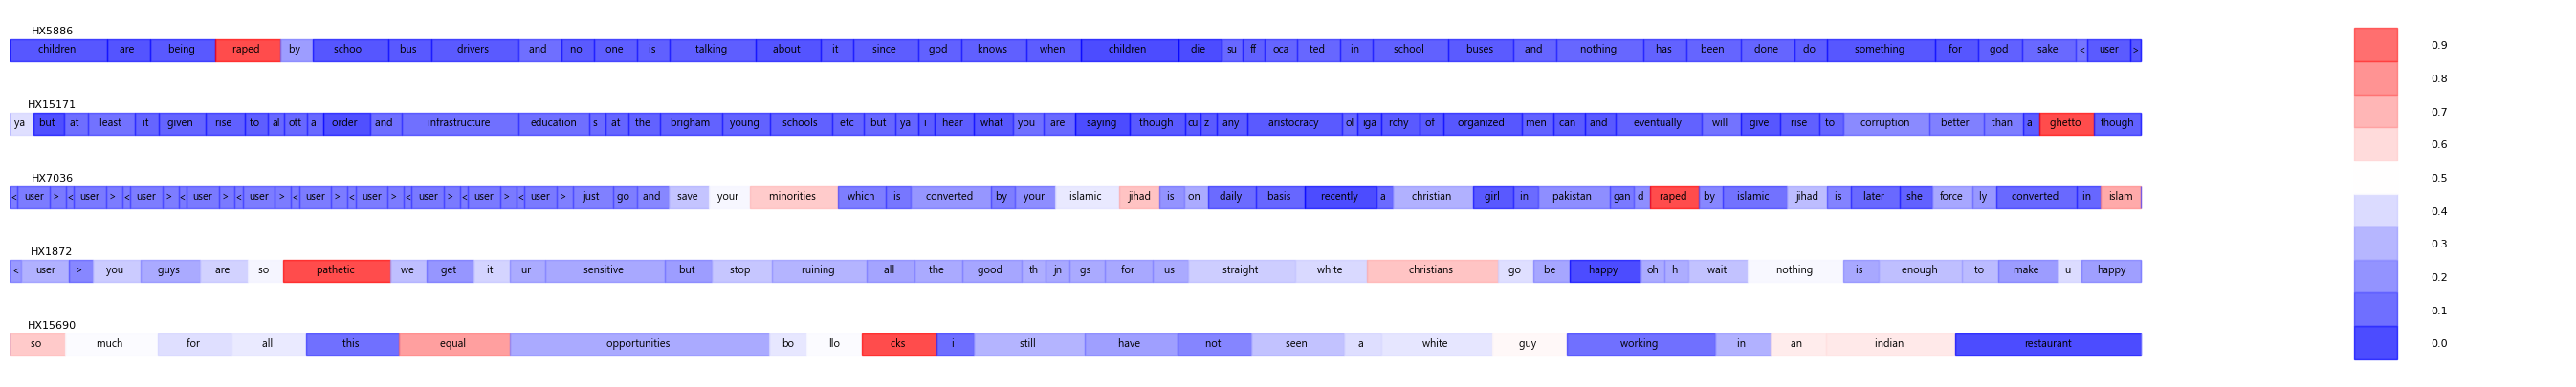 HX5886
children are being raped by school bus drivers and no one is talking about it since god knows when children die su ff oca ted in school buses and nothing has been done do something for god sake < user >
HX15171
ya but at least it given rise to al ott a order and infrastructure education s at the brigham young schools etc but ya i hear what you are saying though cu z any aristocracy ol iga rchy of organized men can and eventually will give rise to corruption better than a ghetto though
HX7036
< user > < user > < user > < user > < user > < user > < user > < user > < user > < user > just go and save your minorities which is converted by your islamic jihad is on daily basis recently a christian girl in pakistan gan d raped by islamic jihad is later she force ly converted in islam
HX1872
< user > you guys are so pathetic we get it ur sensitive but stop ruining all the good th jn gs for us straight white christians go be happy oh h wait nothing is enough to make u happy
HX15690
so much for all this equal opportunities bo llo cks i still have not seen a white guy working in an indian restaurant
0.9
0.8
0.7
0.6
0.5
0.4
0.3
0.2
0.1
0.0